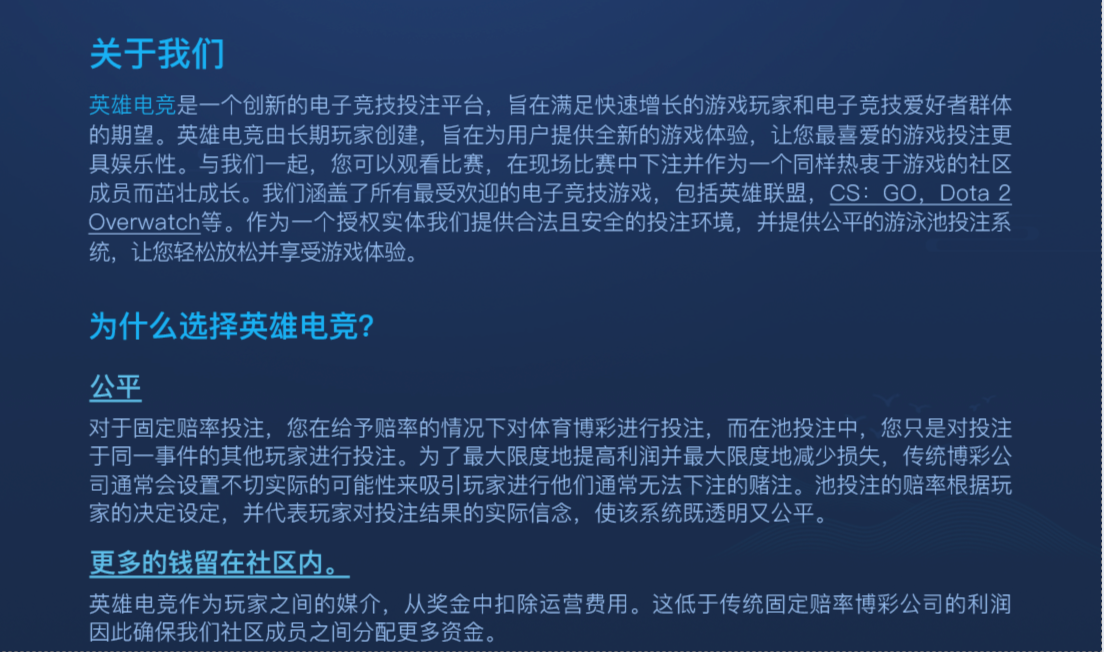 关于我们
英雄电竞是一个创新的电子竞技投注平台，旨在满足快速增长的游戏玩家和电子竞技爱好者群体
的期望。英雄电竞由长期玩家创建，旨在为用户提供全新的游戏体验，让您最喜爱的游戏投注更
具娱乐性。与我们一起，您可以观看比赛，在现场比赛中下注并作为一个同样热衷于游戏的社区
成员而茁壮成长。我们涵盖了所有最受欢迎的电子竞技游戏，包括英雄联盟，CS：GO，Dota 2
Overwatch等。作为一个授权实体我们提供合法且安全的投注环境，并提供公平的游泳池投注系
统，让您轻松放松并享受游戏体验。
为什么选择英雄电竞?
公平
对于固定赔率投注，您在给予赔率的情况下对体育博彩进行投注，而在池投注中，您只是对投注
于同一事件的其他玩家进行投注。为了最大限度地提高利润并最大限度地减少损失，传统博彩公
司通常会设置不切实际的可能性来吸引玩家进行他们通常无法下注的赌注。池投注的赔率根据玩
家的决定设定，并代表玩家对投注结果的实际信念，使该系统既透明又公平。
更多的钱留在社区内。
英雄电竞作为玩家之间的媒介，从奖金中扣除运营费用。这低于传统固定赔率博彩公司的利润
因此确保我们社区成员之间分配更多资金。